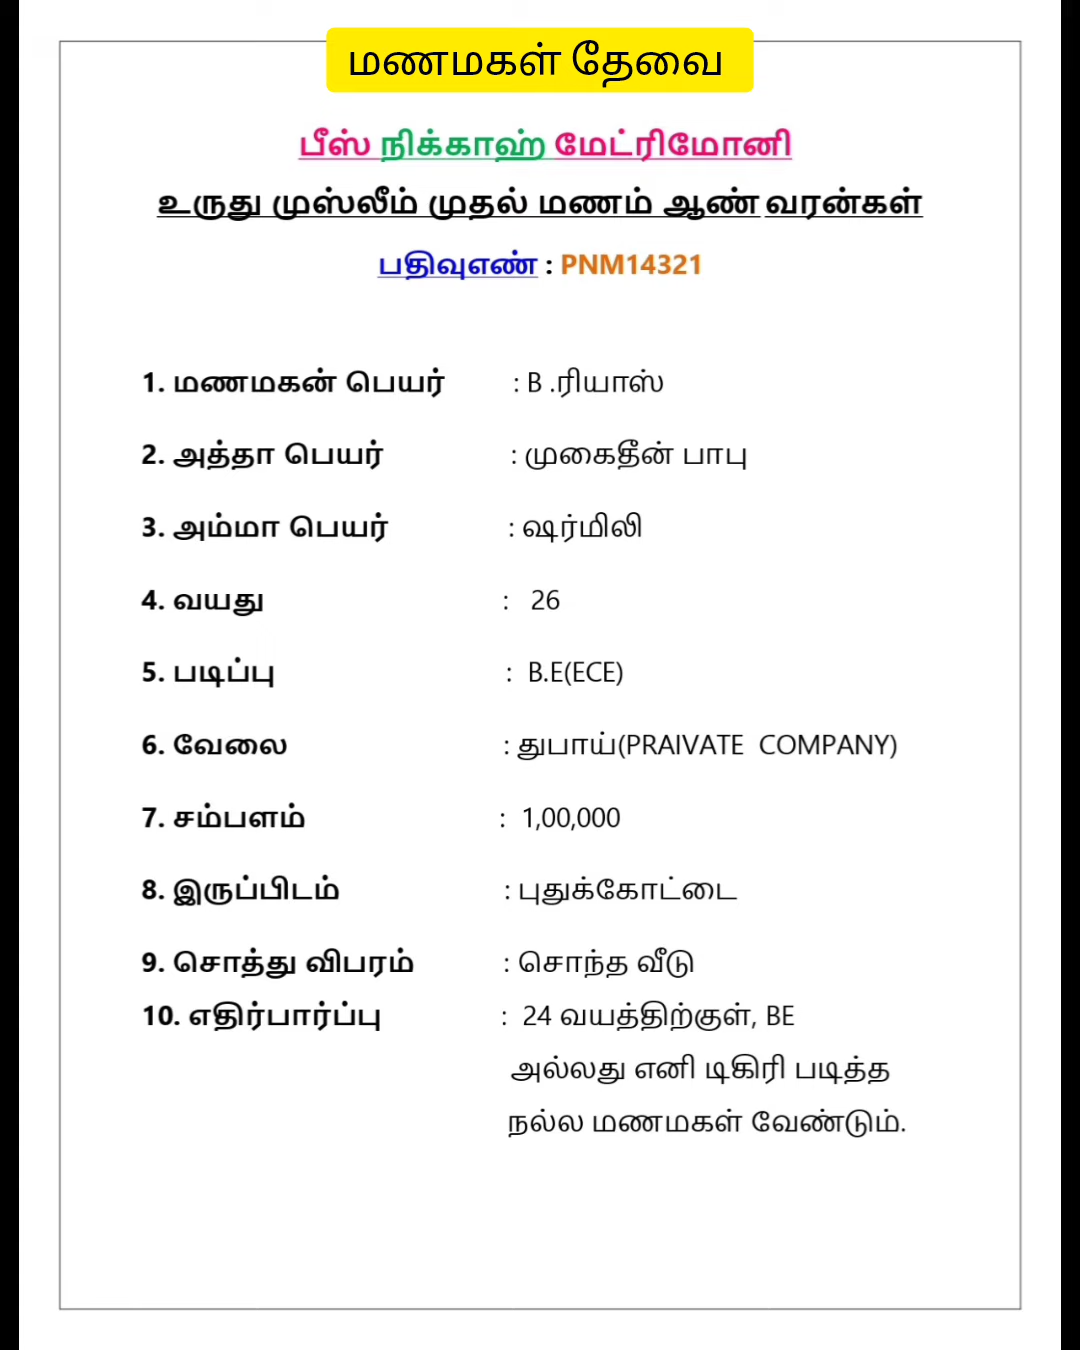 மணமகள் தேவை
பீஸ் நிக்காஹ் மேட்ரிமோனி
உருது முஸ்லீம் முதல் மணம் ஆண் வரன்கள்
பதிவுஎண் : PNM14321
1. மணமகன் பெயர் : B .ரியாஸ்
2. அத்தா பெயர் : முகைதீன் பாபு
3. அம்மா பெயர் : ஷர்மிலி
4. வயது : 26
5. படிப்பு : B.E(ECE)
6. வேலை : துபாய்(PRAIVATE COMPANY)
7. சம்பளம் : 1,00,000
8. இருப்பிடம் : புதுக்கோட்டை
9. சொத்து விபரம் : சொந்த வீடு
10. எதிர்பார்ப்பு : 24 வயத்திற்குள், BE
அல்லது எனி டிகிரி படித்த
நல்ல மணமகள் வேண்டும்.